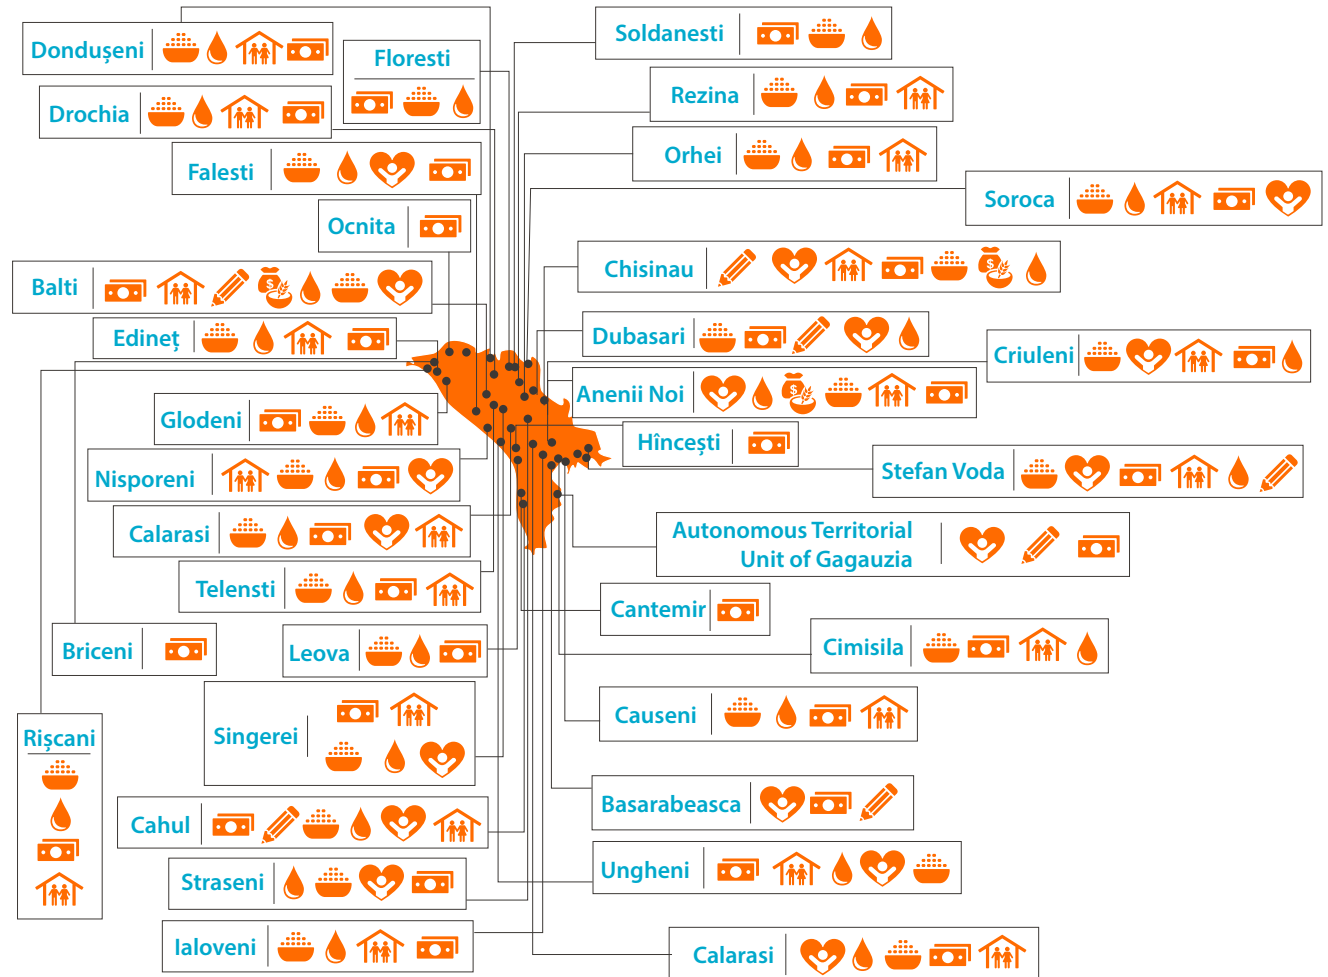 Dondușeni
Floresti
Soldanesti
Drochia
Rezina
Falesti
Orhei
Ocnita
Soroca
Balti
Chisinau
Edineț
Dubasari
Criuleni
Glodeni
Anenii Noi
Hîncești
Nisporeni
Stefan Voda
Calarasi
Autonomous Territorial
Unit of Gagauzia
Telensti
Cantemir
Briceni
Leova
Cimisila
Rișcani
Singerei
Causeni
Cahul
Basarabeasca
Straseni
Ungheni
Ialoveni
Calarasi